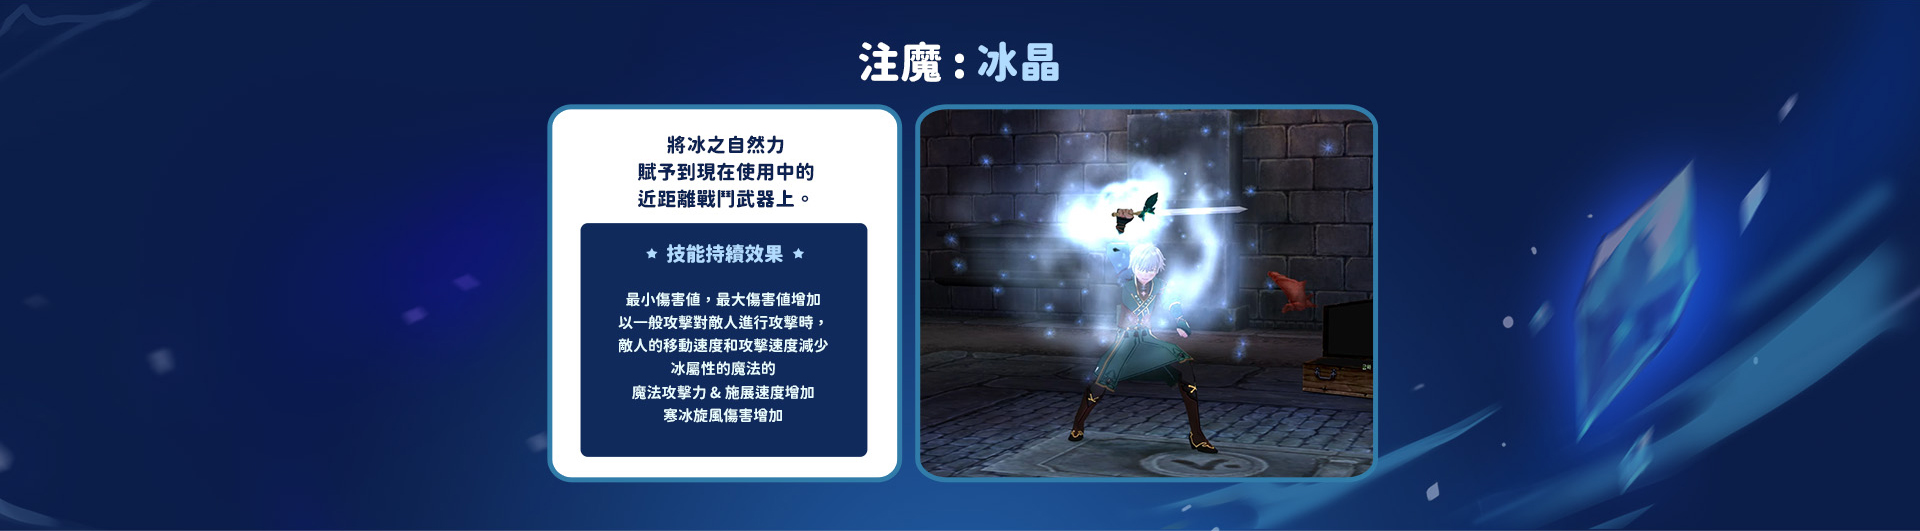 注魔：冰晶
將冰之自然力
賦予到現在使用中的
近距離戰鬥武器上。
★ 技能持續效果 ★
最小傷害值，最大傷害值增加
以一般攻擊對敵人進行攻擊時，
敵人的移動速度和攻擊速度減少
冰屬性的魔法的
魔法攻擊力 & 施展速度增加
寒冰旋風傷害增加